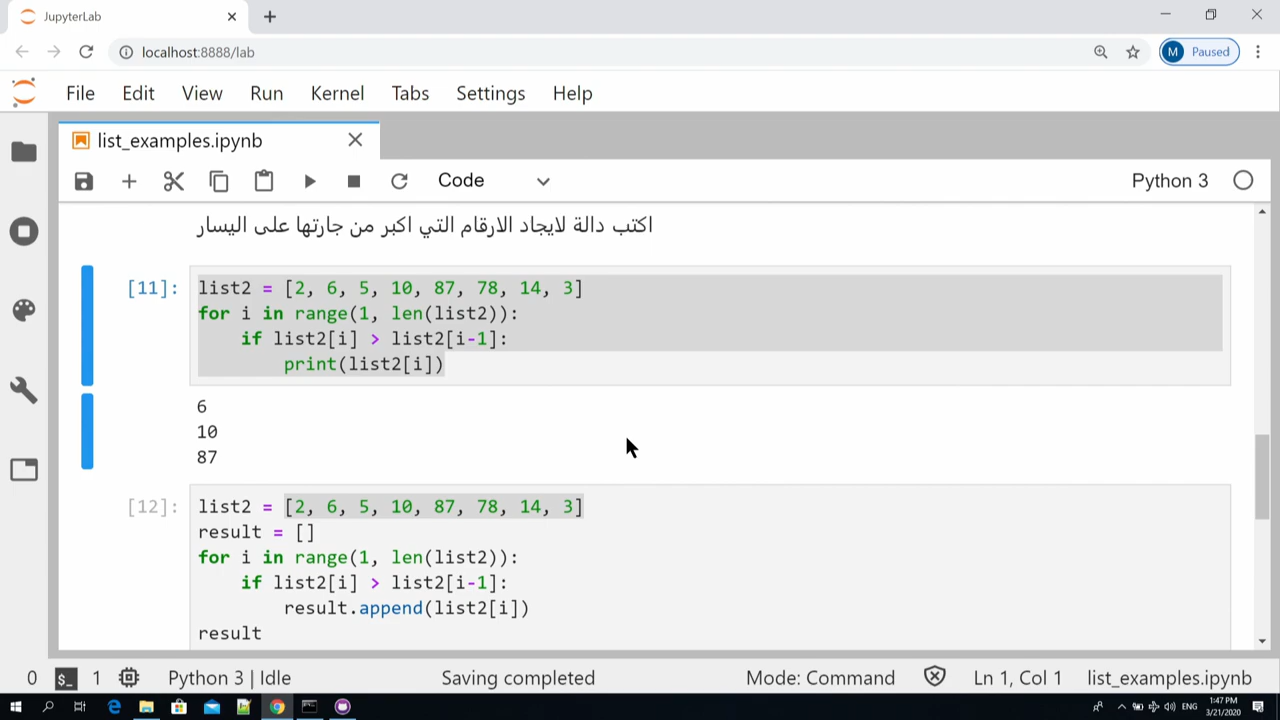 JupyterLab
localhost:8888/lab
M Paused
File Edit View Run Kernel Tabs Settings Help
list_examples.ipynb
Code
Python 3
اكتب دالة لايجاد الارقام التي اكبر من جارتها على اليسار
[11]:
list2 = [2, 6, 5, 10, 87, 78, 14, 3]
for i in range(1, len(list2)):
    if list2[i] > list2[i-1]:
        print(list2[i])
6
10
87
[12]:
list2 = [2, 6, 5, 10, 87, 78, 14, 3]
result = []
for i in range(1, len(list2)):
    if list2[i] > list2[i-1]:
        result.append(list2[i])
result
0 $_ 1 Python 3 | Idle Saving completed Mode: Command Ln 1, Col 1 list_examples.ipynb
ENG
1:47 PM
3/21/2020